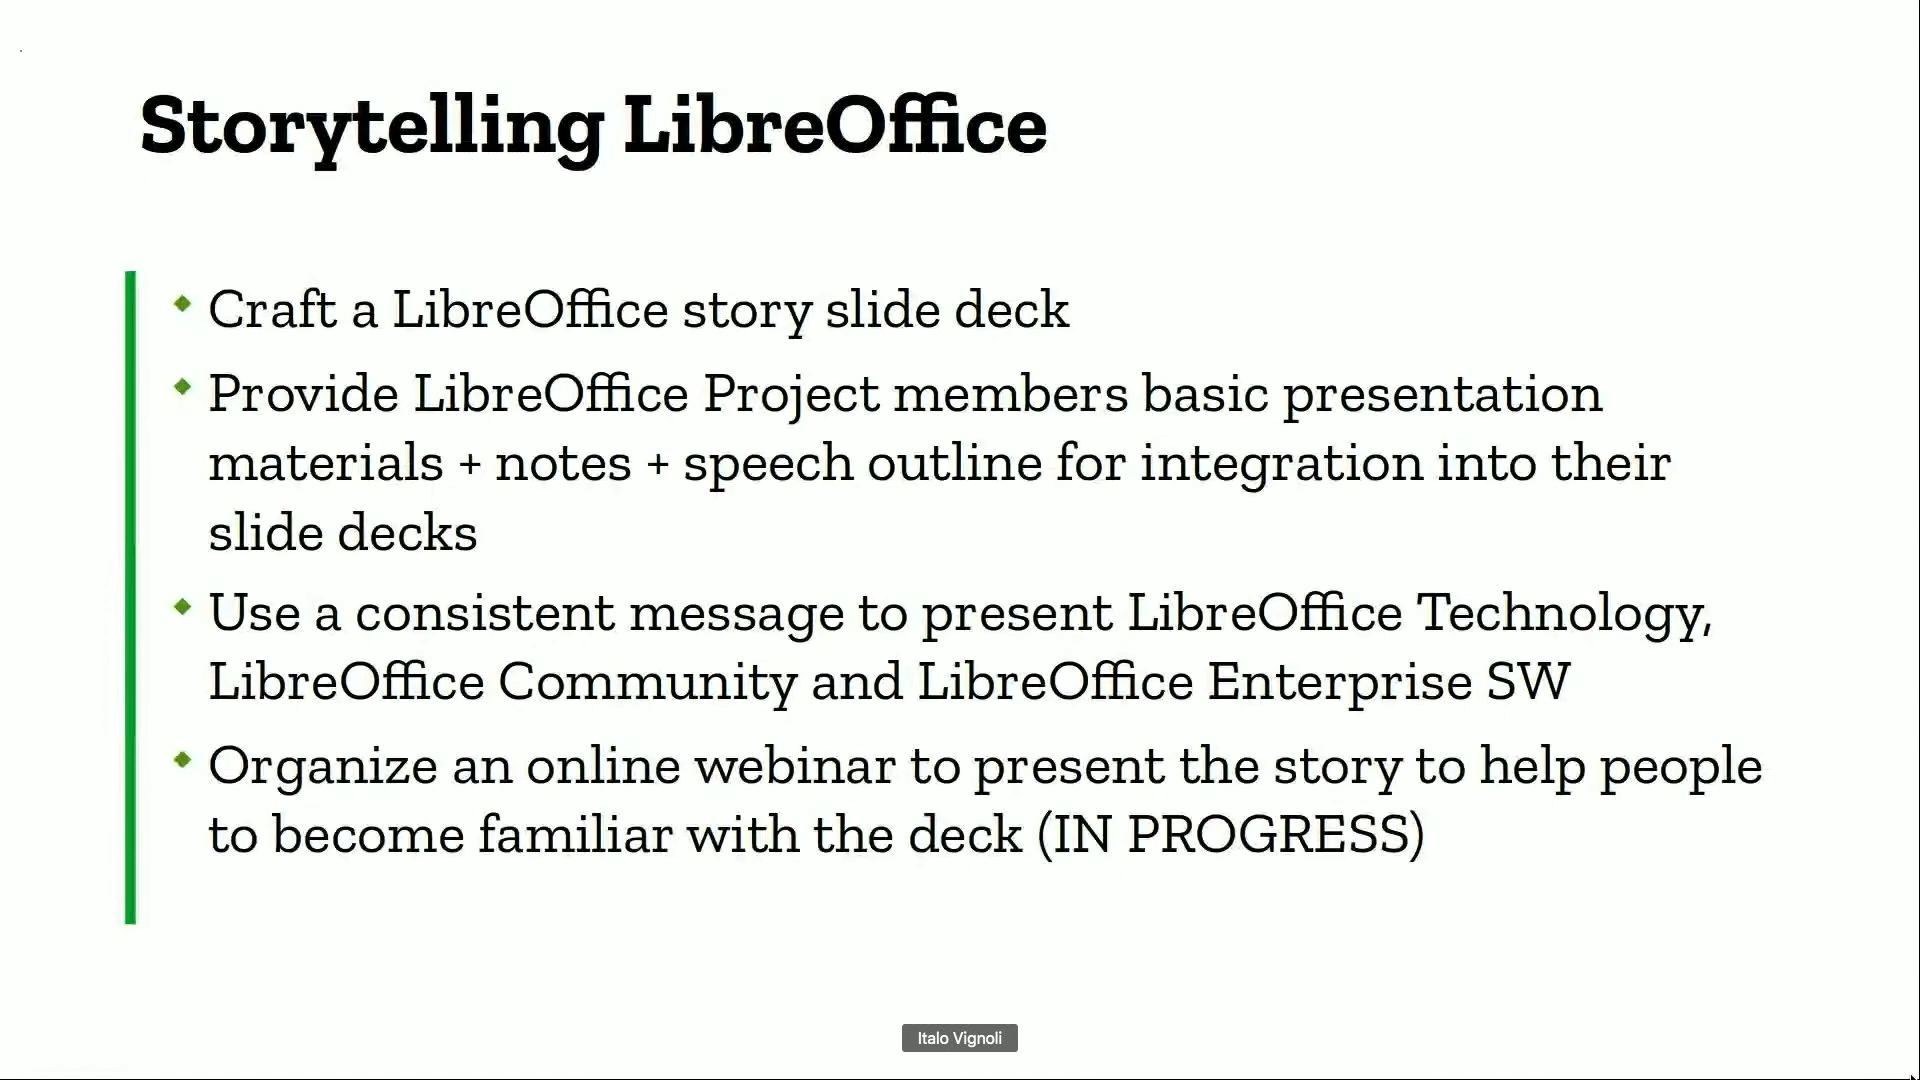 Storytelling LibreOffice
Craft a LibreOffice story slide deck
Provide LibreOffice Project members basic presentation
materials + notes + speech outline for integration into their
slide decks
Use a consistent message to present LibreOffice Technology,
LibreOffice Community and LibreOffice Enterprise SW
Organize an online webinar to present the story to help people
to become familiar with the deck (IN PROGRESS)
Italo Vignoli